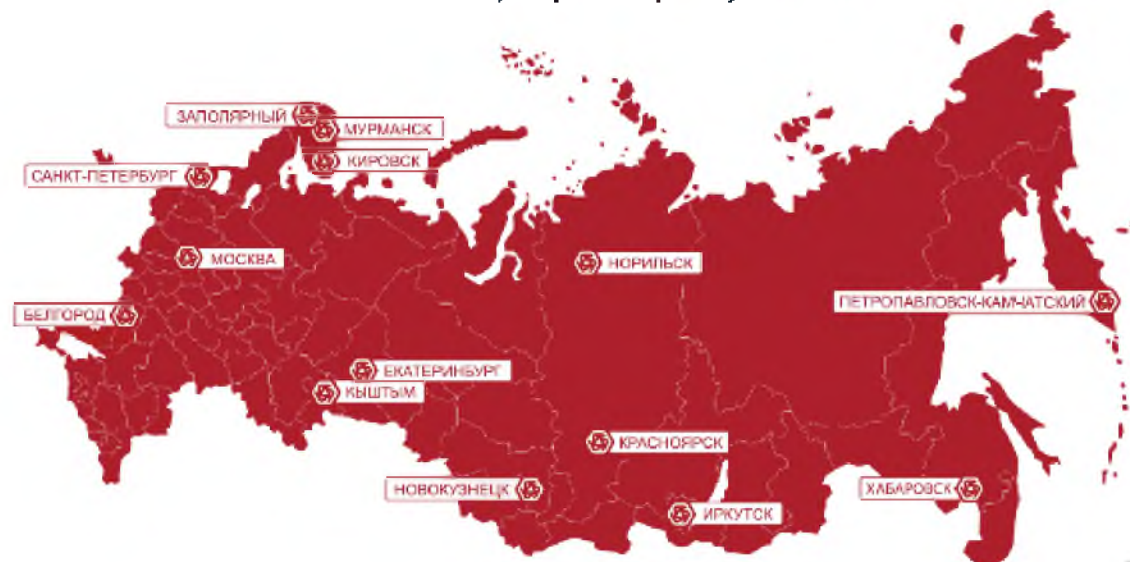 ЗАПОЛЯРНЫЙ
МУРМАНСК
КИРОВСК
САНКТ-ПЕТЕРБУРГ
МОСКВА
НОРИЛЬСК
БЕЛГОРОД
ПЕТРОПАВЛОВСК-КАМЧАТСКИЙ
ЕКАТЕРИНБУРГ
КЫШТЫМ
КРАСНОЯРСК
НОВОКУЗНЕЦК
ХАБАРОВСК
ИРКУТСК